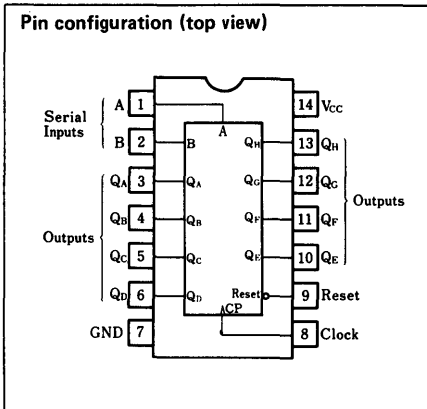 Pin configuration (top view)
A 1 14 VCC
Serial Inputs
B 2 A 13 QH
B QH
QA 3 QA QG 12 QG
QB 4 QB QF 11 QF
Outputs Outputs
QC 5 QC QE 10 QE
QD 6 QD Reset 9 Reset
CP
GND 7 8 Clock